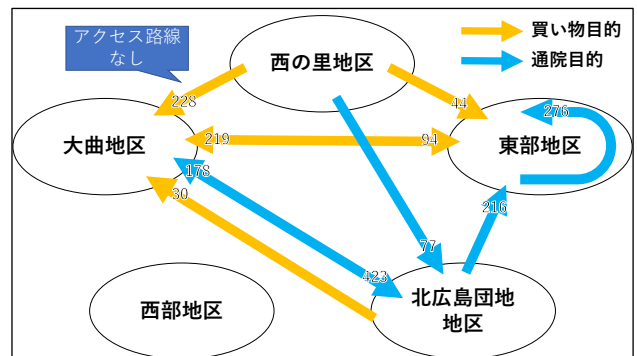 アクセス路線
なし
西の里地区
買い物目的
通院目的
228
44
276
大曲地区
219
94
東部地区
178
30
216
77
423
西部地区
北広島団地
地区